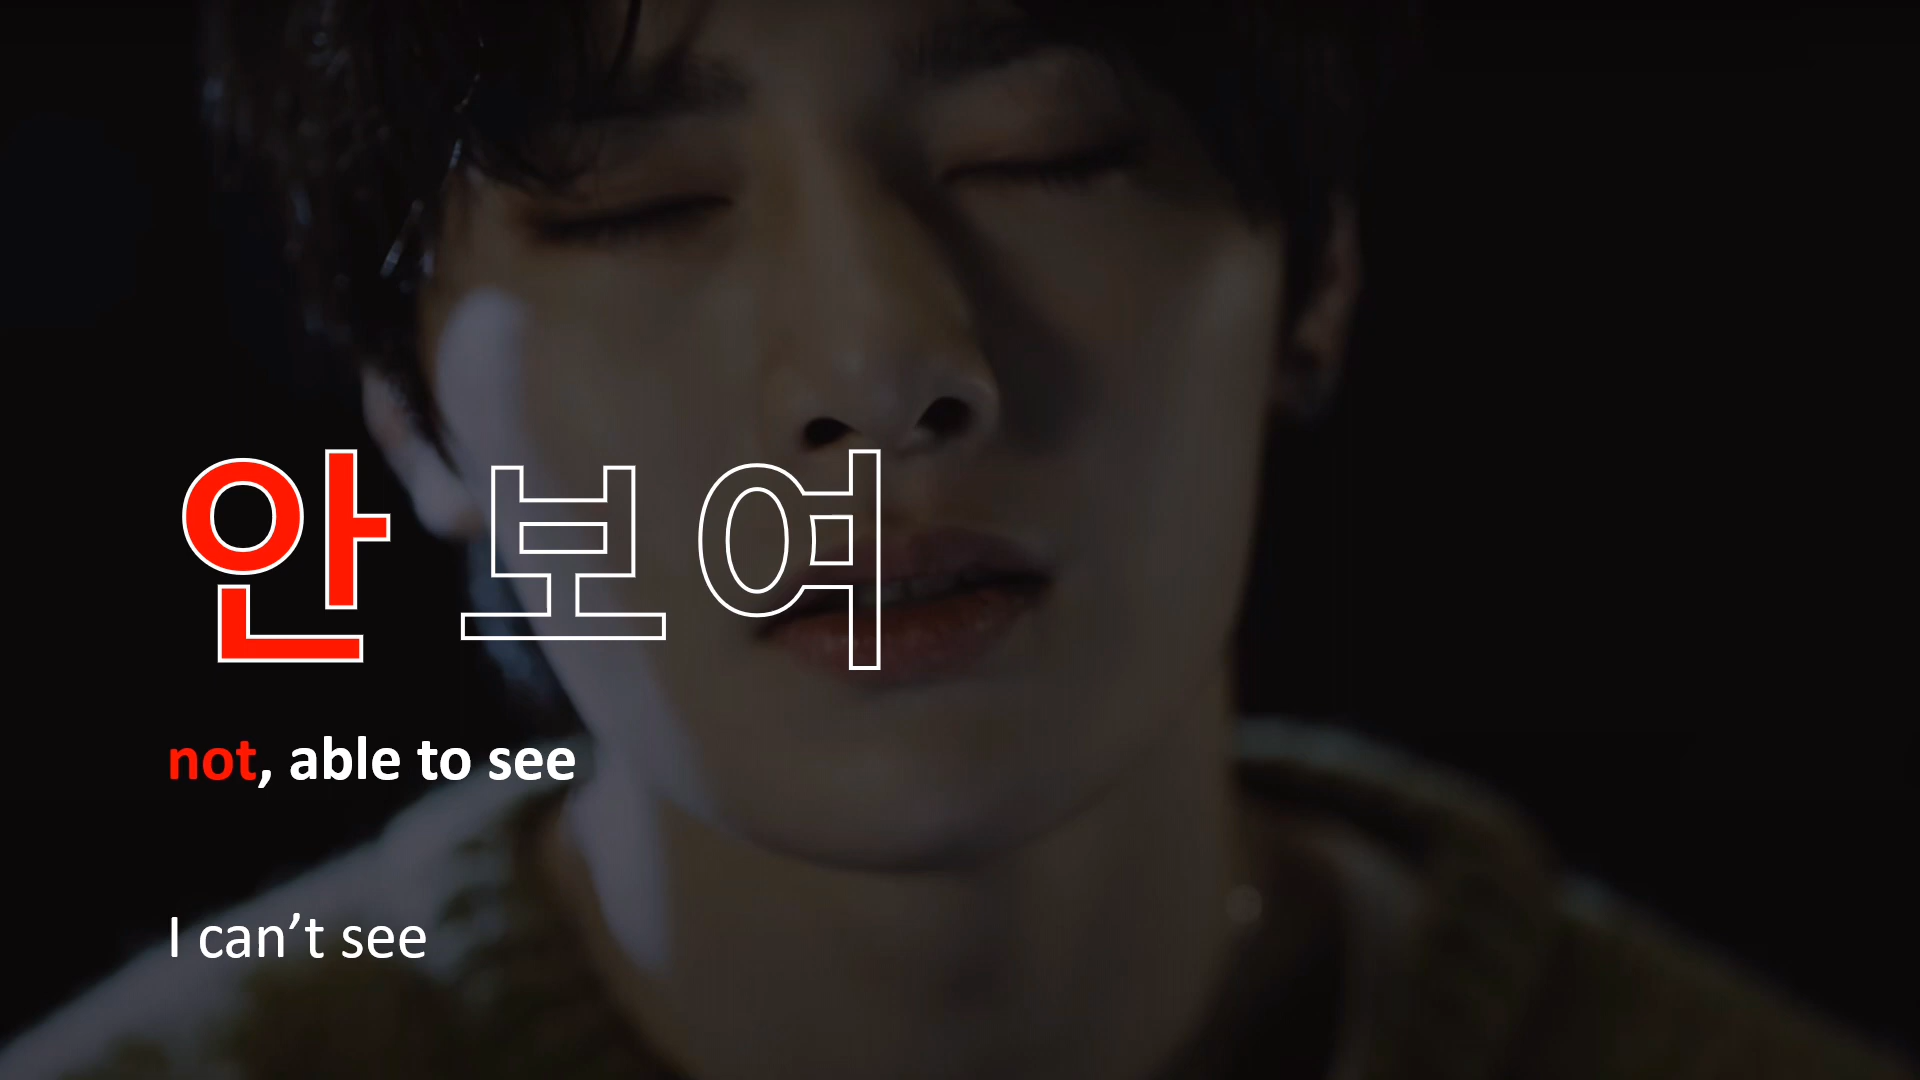 안 보여
not, able to see
I can’t see